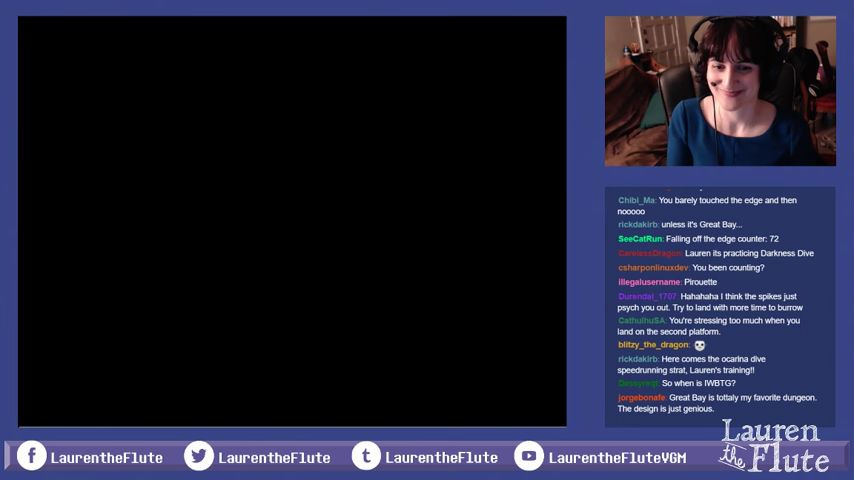 Chibi_Ma: You barely touched the edge and then
nooooo
rickdakirb: unless it's Great Bay...
SeeCatRun: Falling off the edge counter: 72
CarelessDragon: Lauren its practicing Darkness Dive
csharponlinuxdev: You been counting?
illegalusername: Pirouette
Durendal_1707: Hahahaha I think the spikes just
psych you out. Try to land with more time to burrow
CathulhuSA: You're stressing too much when you
land on the second platform.
blitzy_the_dragon:
rickdakirb: Here comes the ocarina dive
speedrunning strat, Lauren's training!!
So when is IWBTG?
jorgebonafe: Great Bay is tottaly my favorite dungeon.
The design is just genious.
Lauren
the Flute
LaurentheFlute
LaurentheFlute
LaurentheFlute
LaurentheFluteVGM